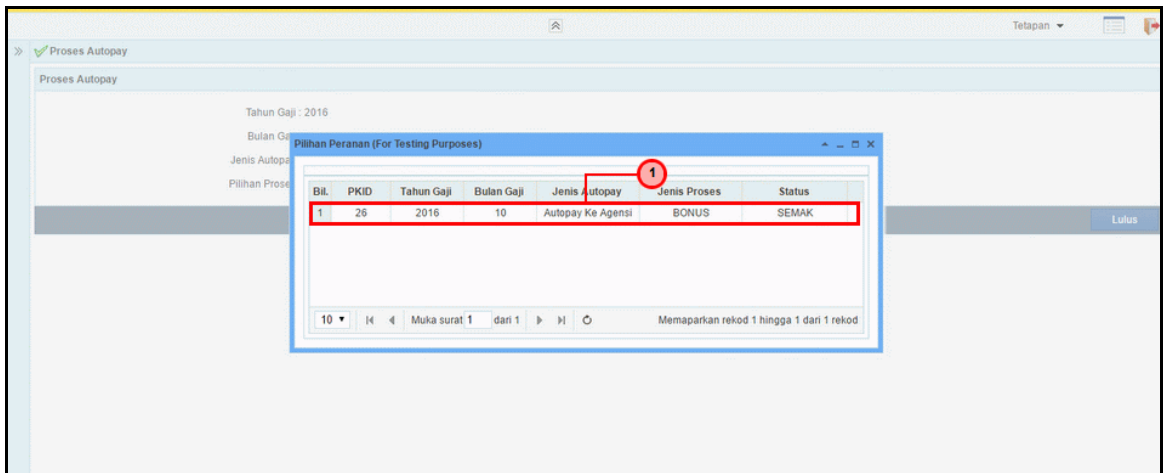 Tetapan
Proses Autopay
Proses Autopay
Tahun Gaji : 2016
Bulan Ga
Jenis Autopa
Pilihan Prose
Lulus
Pilihan Peranan (For Testing Purposes)
1
Bil. PKID Tahun Gaji Bulan Gaji Jenis Autopay Jenis Proses Status
1 26 2016 10 Autopay Ke Agensi BONUS SEMAK
10 Muka surat 1 dari 1 Memaparkan rekod 1 hingga 1 dari 1 rekod